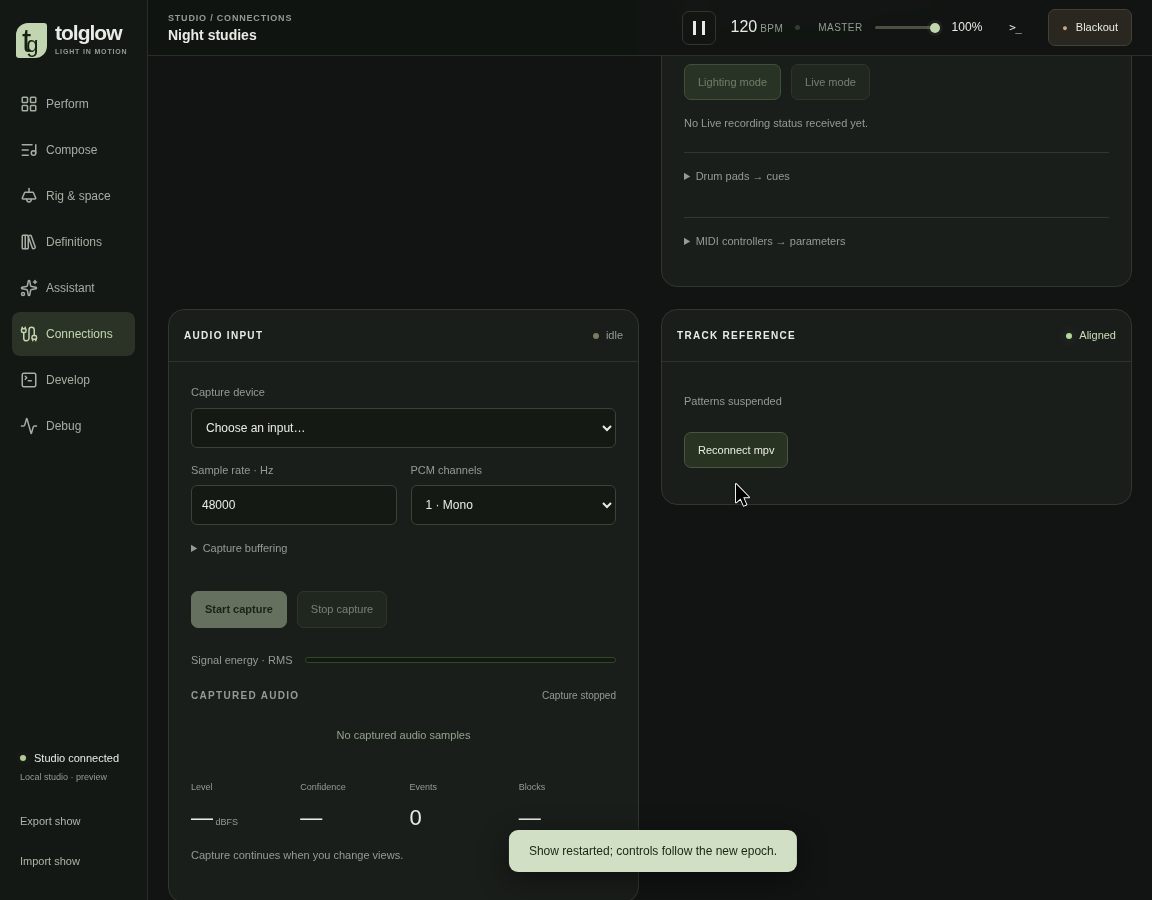 tg
tolglow
LIGHT IN MOTION
Perform
Compose
Rig & space
Definitions
Assistant
Connections
Develop
Debug
Studio connected
Local studio · preview
Export show
Import show
STUDIO / CONNECTIONS
Night studies
120 BPM
MASTER
100%
>_
Blackout
Lighting mode
Live mode
No Live recording status received yet.
Drum pads → cues
MIDI controllers → parameters
AUDIO INPUT
idle
Capture device
Choose an input…
Sample rate · Hz
PCM channels
48000
1 · Mono
Capture buffering
Start capture
Stop capture
Signal energy · RMS
CAPTURED AUDIO
Capture stopped
No captured audio samples
Level
Confidence
Events
Blocks
— dBFS
—
0
—
Capture continues when you change views.
TRACK REFERENCE
Aligned
Patterns suspended
Reconnect mpv
Show restarted; controls follow the new epoch.